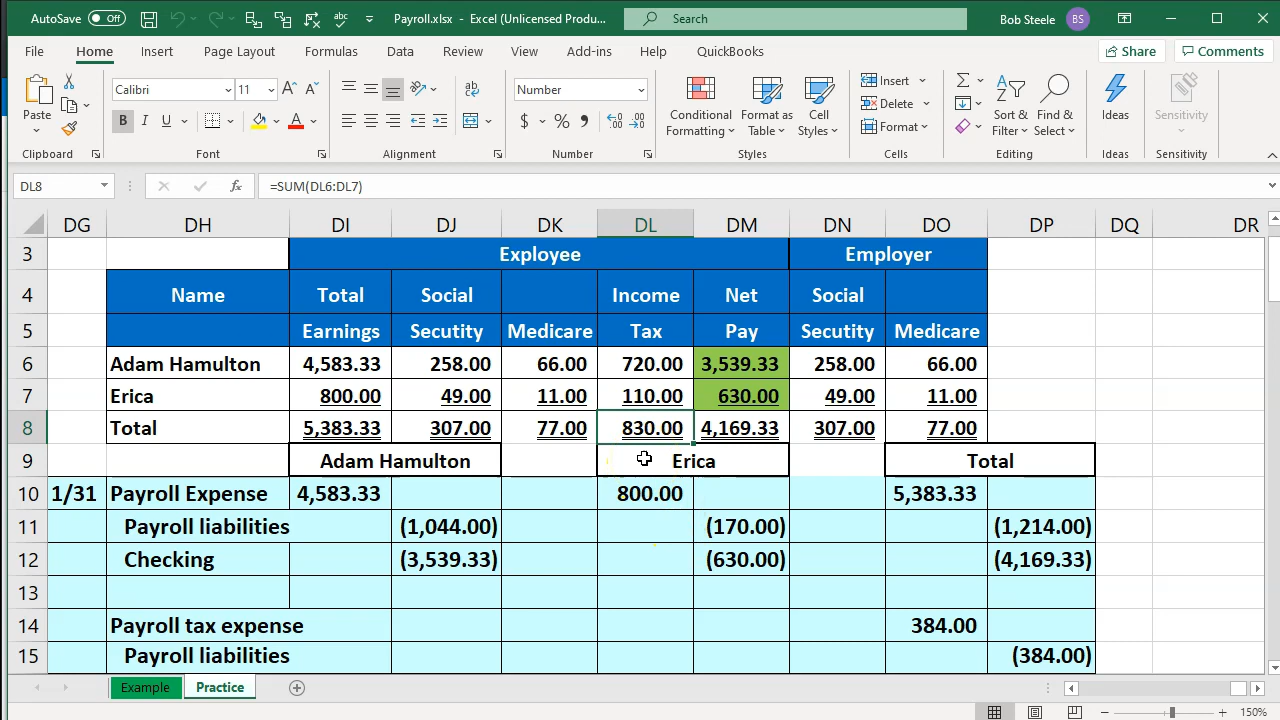 AutoSave Off Payroll.xlsx - Excel (Unlicensed Produ... Search Bob Steele BS
File Home Insert Page Layout Formulas Data Review View Add-ins Help QuickBooks Share Comments
Paste Calibri 11 A A ab Number Insert Σ
B I U A $ % , Conditional Formatting Format as Table Cell Styles Delete Format Sort & Filter Find & Select Ideas Sensitivity
Clipboard Font Alignment Number Styles Cells Editing Ideas Sensitivity
DL8 fx =SUM(DL6:DL7)
DG DH DI DJ DK DL DM DN DO DP DQ DR
3 Exployee Employer
4 Name Total Social Income Net Social
5 Earnings Secutity Medicare Tax Pay Secutity Medicare
6 Adam Hamulton 4,583.33 258.00 66.00 720.00 3,539.33 258.00 66.00
7 Erica 800.00 49.00 11.00 110.00 630.00 49.00 11.00
8 Total 5,383.33 307.00 77.00 830.00 4,169.33 307.00 77.00
9 Adam Hamulton Erica Total
10 1/31 Payroll Expense 4,583.33 800.00 5,383.33
11 Payroll liabilities (1,044.00) (170.00) (1,214.00)
12 Checking (3,539.33) (630.00) (4,169.33)
13
14 Payroll tax expense 384.00
15 Payroll liabilities (384.00)
Example Practice
150%